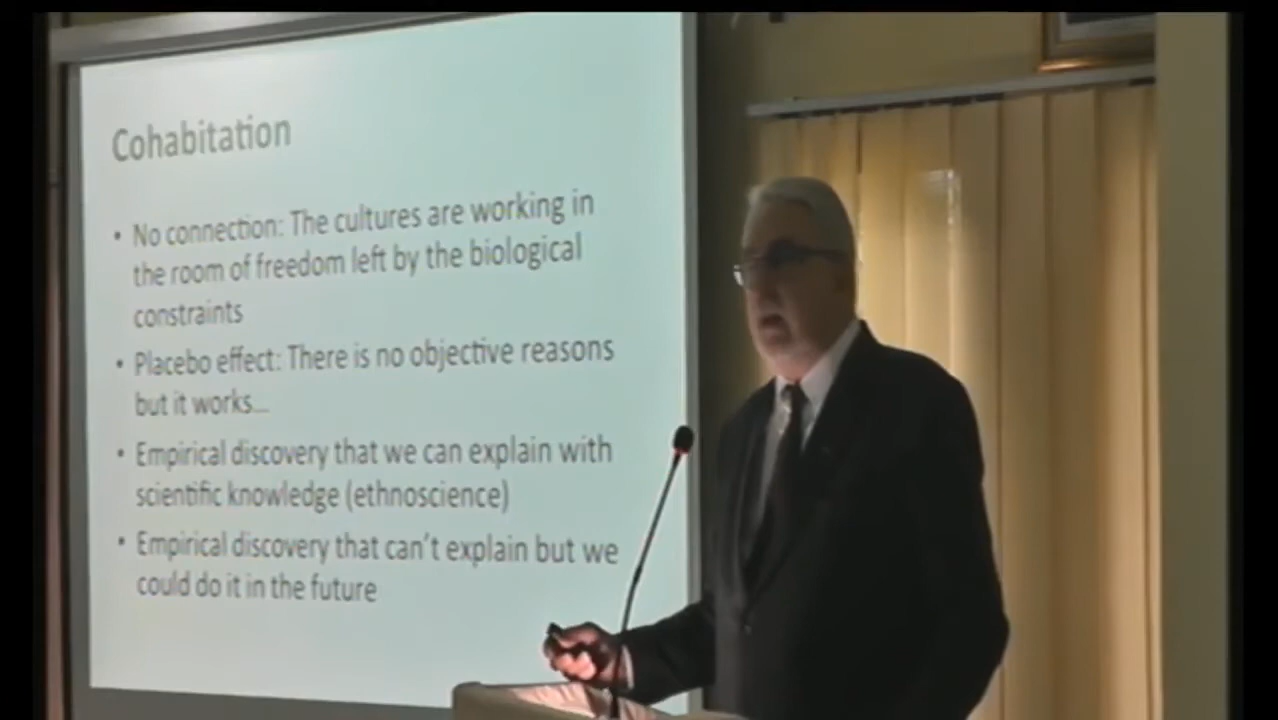 Cohabitation
• No connection: The cultures are working in
the room of freedom left by the biological
constraints
• Placebo effect: There is no objective reasons
but it works...
• Empirical discovery that we can explain with
scientific knowledge (ethnoscience)
• Empirical discovery that can't explain but we
could do it in the future